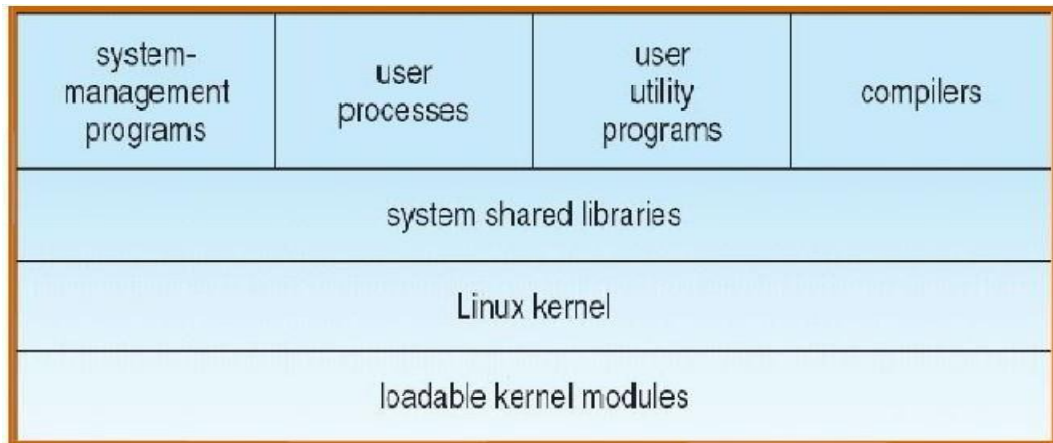 system-
management
programs
user
processes
user
utility
programs
compilers
system shared libraries
Linux kernel
loadable kernel modules